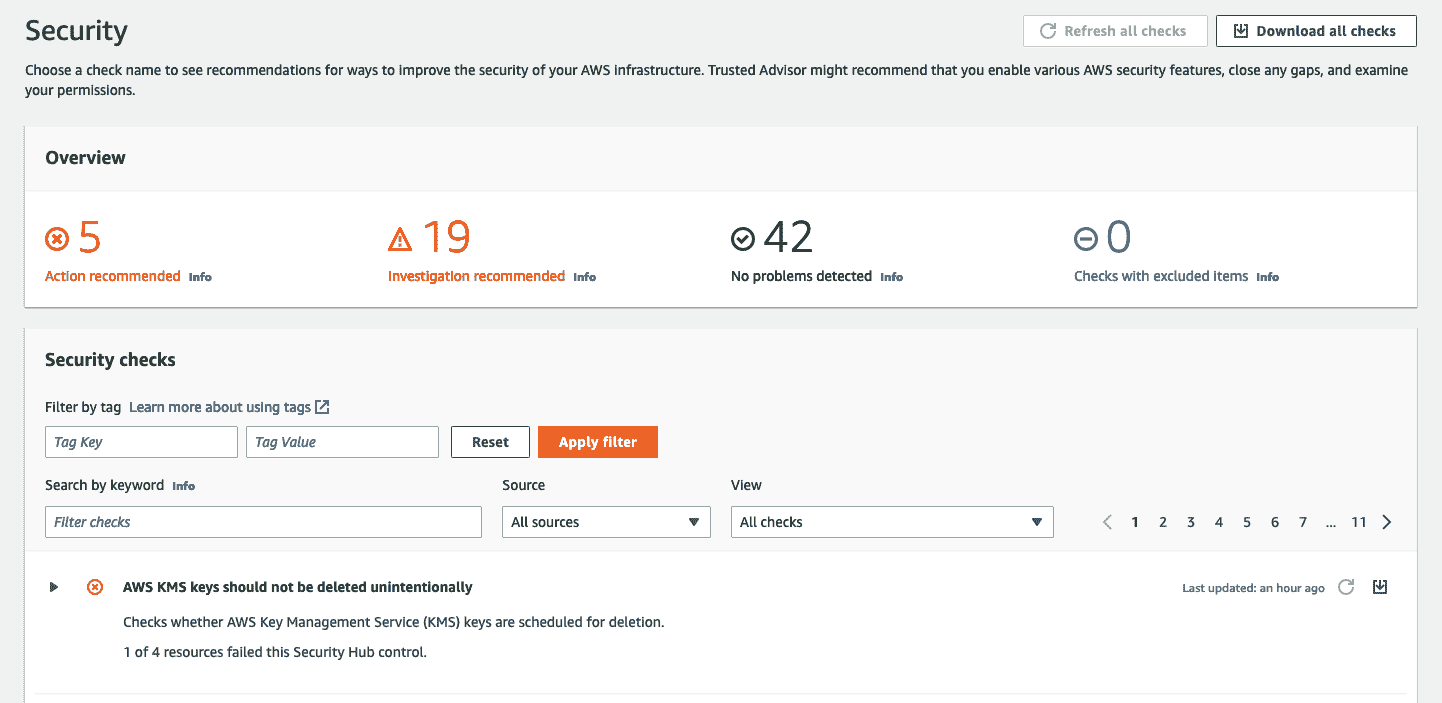 Security
Refresh all checks
Download all checks
Choose a check name to see recommendations for ways to improve the security of your AWS infrastructure. Trusted Advisor might recommend that you enable various AWS security features, close any gaps, and examine
your permissions.
Overview
5
Action recommended Info
19
Investigation recommended Info
42
No problems detected Info
0
Checks with excluded items Info
Security checks
Filter by tag Learn more about using tags
Tag Key
Tag Value
Reset
Apply filter
Search by keyword Info
Filter checks
Source
All sources
View
All checks
1 2 3 4 5 6 7 ... 11
AWS KMS keys should not be deleted unintentionally
Last updated: an hour ago
Checks whether AWS Key Management Service (KMS) keys are scheduled for deletion.
1 of 4 resources failed this Security Hub control.